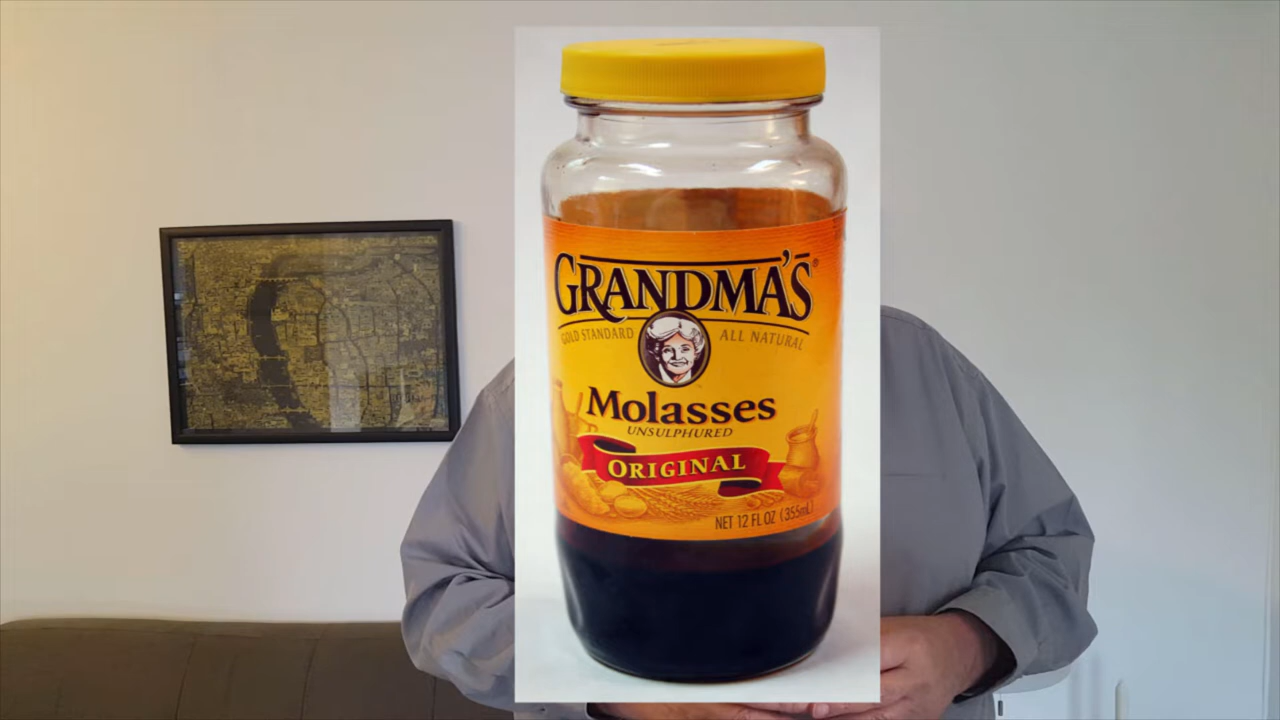 GRANDMA'S®
GOLD STANDARD ALL NATURAL
Molasses
UNSULPHURED
ORIGINAL
NET 12 FL OZ (355mL)